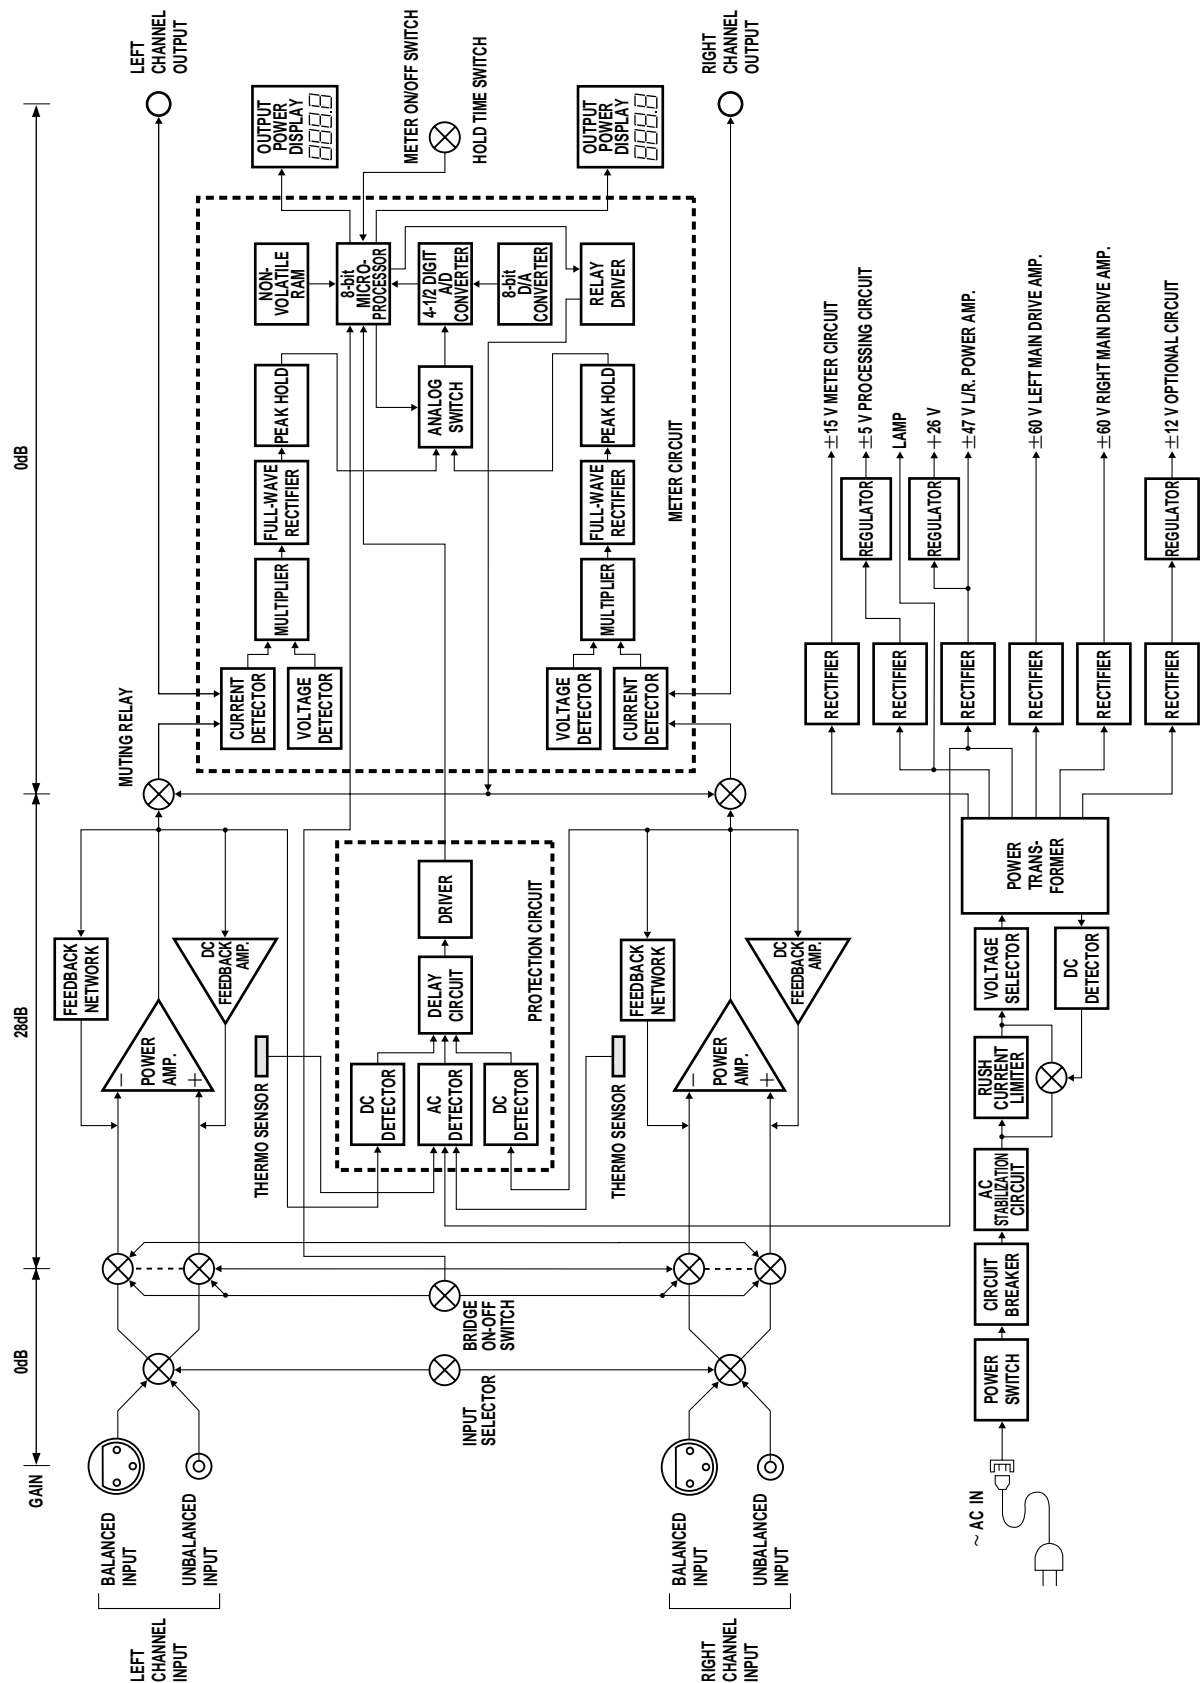 GAIN
0dB
28dB
0dB
LEFT
CHANNEL
INPUT
BALANCED
INPUT
UNBALANCED
INPUT
FEEDBACK
NETWORK
POWER
AMP.
−
+
DC
FEEDBACK
AMP.
MUTING RELAY
LEFT
CHANNEL
OUTPUT
THERMO SENSOR
CURRENT
DETECTOR
VOLTAGE
DETECTOR
MULTIPLIER
FULL-WAVE
RECTIFIER
PEAK HOLD
NON-
VOLATILE
RAM
8-bit
MICRO-
PROCESSOR
4-1/2 DIGIT
A/D
CONVERTER
8-bit
D/A
CONVERTER
RELAY
DRIVER
ANALOG
SWITCH
OUTPUT
POWER
DISPLAY
888.8
METER ON/OFF SWITCH
HOLD TIME SWITCH
OUTPUT
POWER
DISPLAY
888.8
INPUT
SELECTOR
BRIDGE
ON-OFF
SWITCH
DC
DETECTOR
AC
DETECTOR
DC
DETECTOR
DELAY
CIRCUIT
DRIVER
PROTECTION CIRCUIT
VOLTAGE
DETECTOR
CURRENT
DETECTOR
MULTIPLIER
FULL-WAVE
RECTIFIER
PEAK HOLD
METER CIRCUIT
THERMO SENSOR
RIGHT
CHANNEL
INPUT
BALANCED
INPUT
UNBALANCED
INPUT
FEEDBACK
NETWORK
POWER
AMP.
−
+
DC
FEEDBACK
AMP.
RIGHT
CHANNEL
OUTPUT
~ AC IN
POWER
SWITCH
CIRCUIT
BREAKER
AC
STABILIZATION
CIRCUIT
RUSH
CURRENT
LIMITER
VOLTAGE
SELECTOR
DC
DETECTOR
POWER
TRANS-
FORMER
RECTIFIER
±15 V METER CIRCUIT
RECTIFIER
REGULATOR
±5 V PROCESSING CIRCUIT
LAMP
RECTIFIER
REGULATOR
+26 V
±47 V L/R. POWER AMP.
RECTIFIER
±60 V LEFT MAIN DRIVE AMP.
RECTIFIER
±60 V RIGHT MAIN DRIVE AMP.
RECTIFIER
REGULATOR
±12 V OPTIONAL CIRCUIT